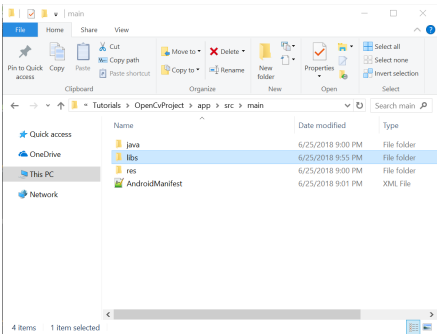 main
File Home Share View
Pin to Quick access
Copy
Paste
Cut
Copy path
Paste shortcut
Clipboard
Move to
Copy to
Delete
Rename
Organize
New folder
New
Properties
Open
Select all
Select none
Invert selection
Select
« Tutorials > OpenCvProject > app > src > main
Search main
Name Date modified Type
Quick access
OneDrive
This PC
Network
java 6/25/2018 9:00 PM File folder
libs 6/25/2018 9:55 PM File folder
res 6/25/2018 9:00 PM File folder
AndroidManifest 6/25/2018 9:01 PM XML File
4 items 1 item selected